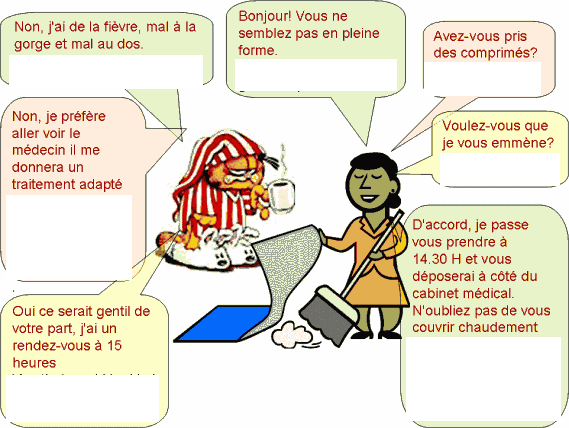 Bonjour! Vous ne
semblez pas en pleine
forme.
Non, j'ai de la fièvre, mal à la
gorge et mal au dos.
Avez-vous pris
des comprimés?
Non, je préfère
aller voir le
médecin il me
donnera un
traitement adapté
Voulez-vous que
je vous emmène?
Oui ce serait gentil de
votre part, j'ai un
rendez-vous à 15
heures
D'accord, je passe
vous prendre à
14.30 H et vous
déposerai à côté du
cabinet médical.
N'oubliez pas de vous
couvrir chaudement